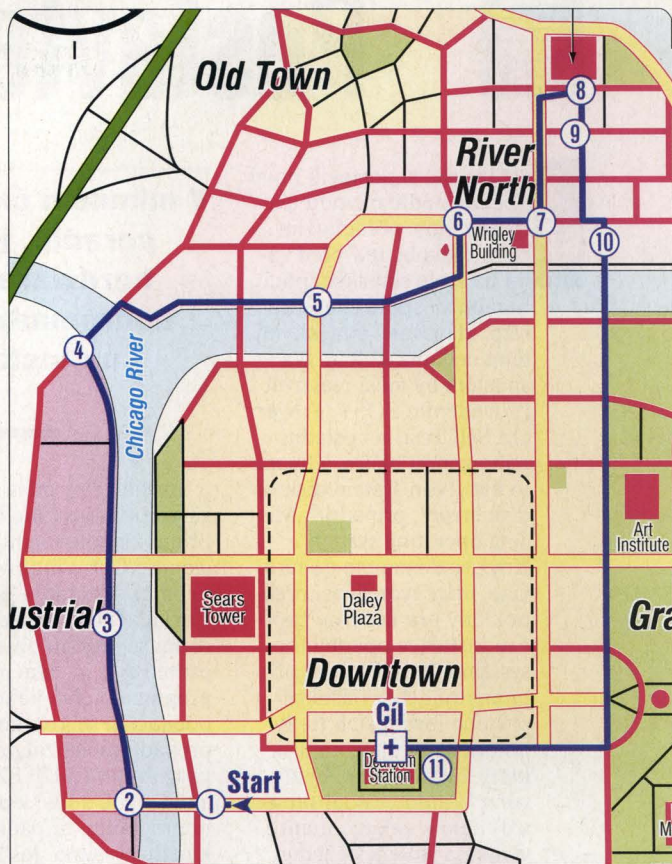 Old Town
8
River
9
North
6
7
Wrigley
Building
10
5
4
Chicago River
Art
Institute
Sears
Tower
Daley
Plaza
3
ustrial
Gra
Downtown
Cíl
+
Dearborn
Station
11
Start
2
1
M